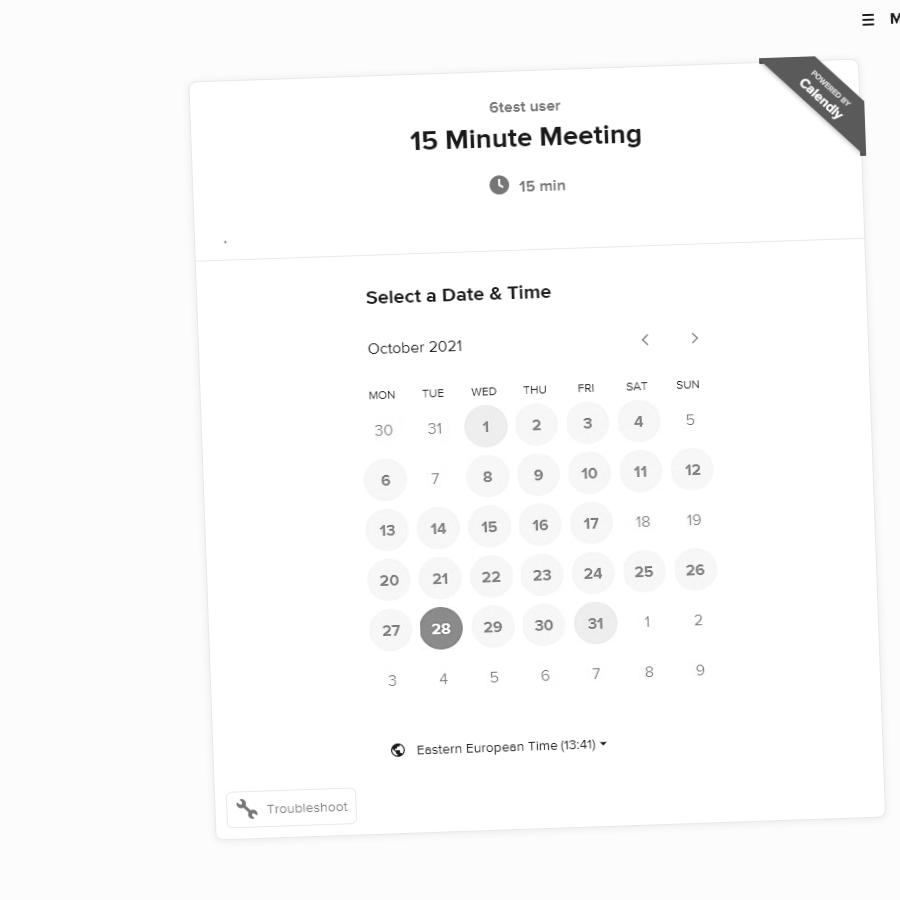 M
POWERED BY
Calendly
6test user
15 Minute Meeting
15 min
.
Select a Date & Time
October 2021
MON TUE WED THU FRI SAT SUN
30 31 1 2 3 4 5
6 7 8 9 10 11 12
13 14 15 16 17 18 19
20 21 22 23 24 25 26
27 28 29 30 31 1 2
3 4 5 6 7 8 9
Eastern European Time (13:41)
Troubleshoot